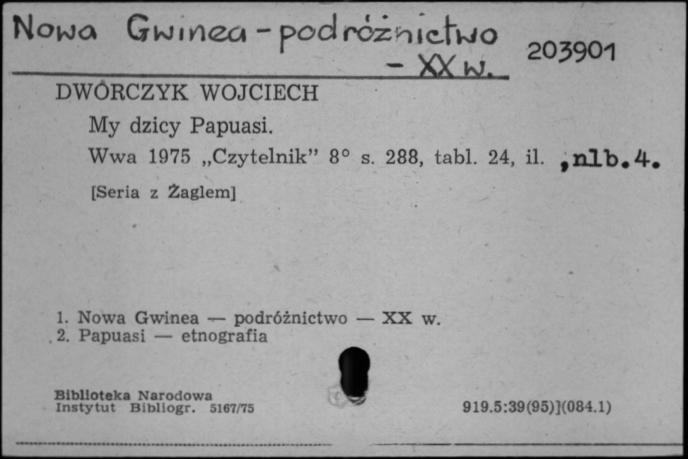 Nowa Gwinea - podróżnictwo
- XX w.
203901
DWORCZYK WOJCIECH
My dzicy Papuasi.
Wwa 1975 „Czytelnik” 8° s. 288, tabl. 24, il. ,nlb.4.
[Seria z Żaglem]
1. Nowa Gwinea — podróżnictwo — XX w.
2. Papuasi — etnografia
Biblioteka Narodowa
Instytut Bibliogr. 5167/75
919.5:39(95)](084.1)